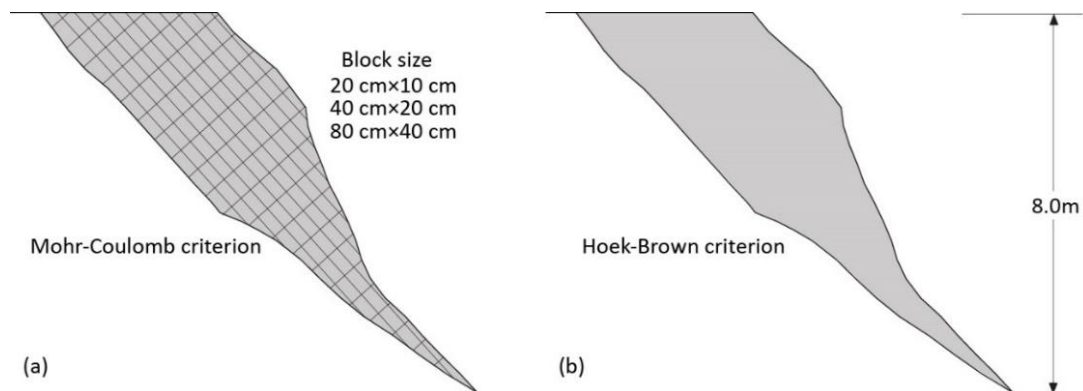 Block size
20 cm×10 cm
40 cm×20 cm
80 cm×40 cm
Mohr-Coulomb criterion
(a)
8.0m
Hoek-Brown criterion
(b)